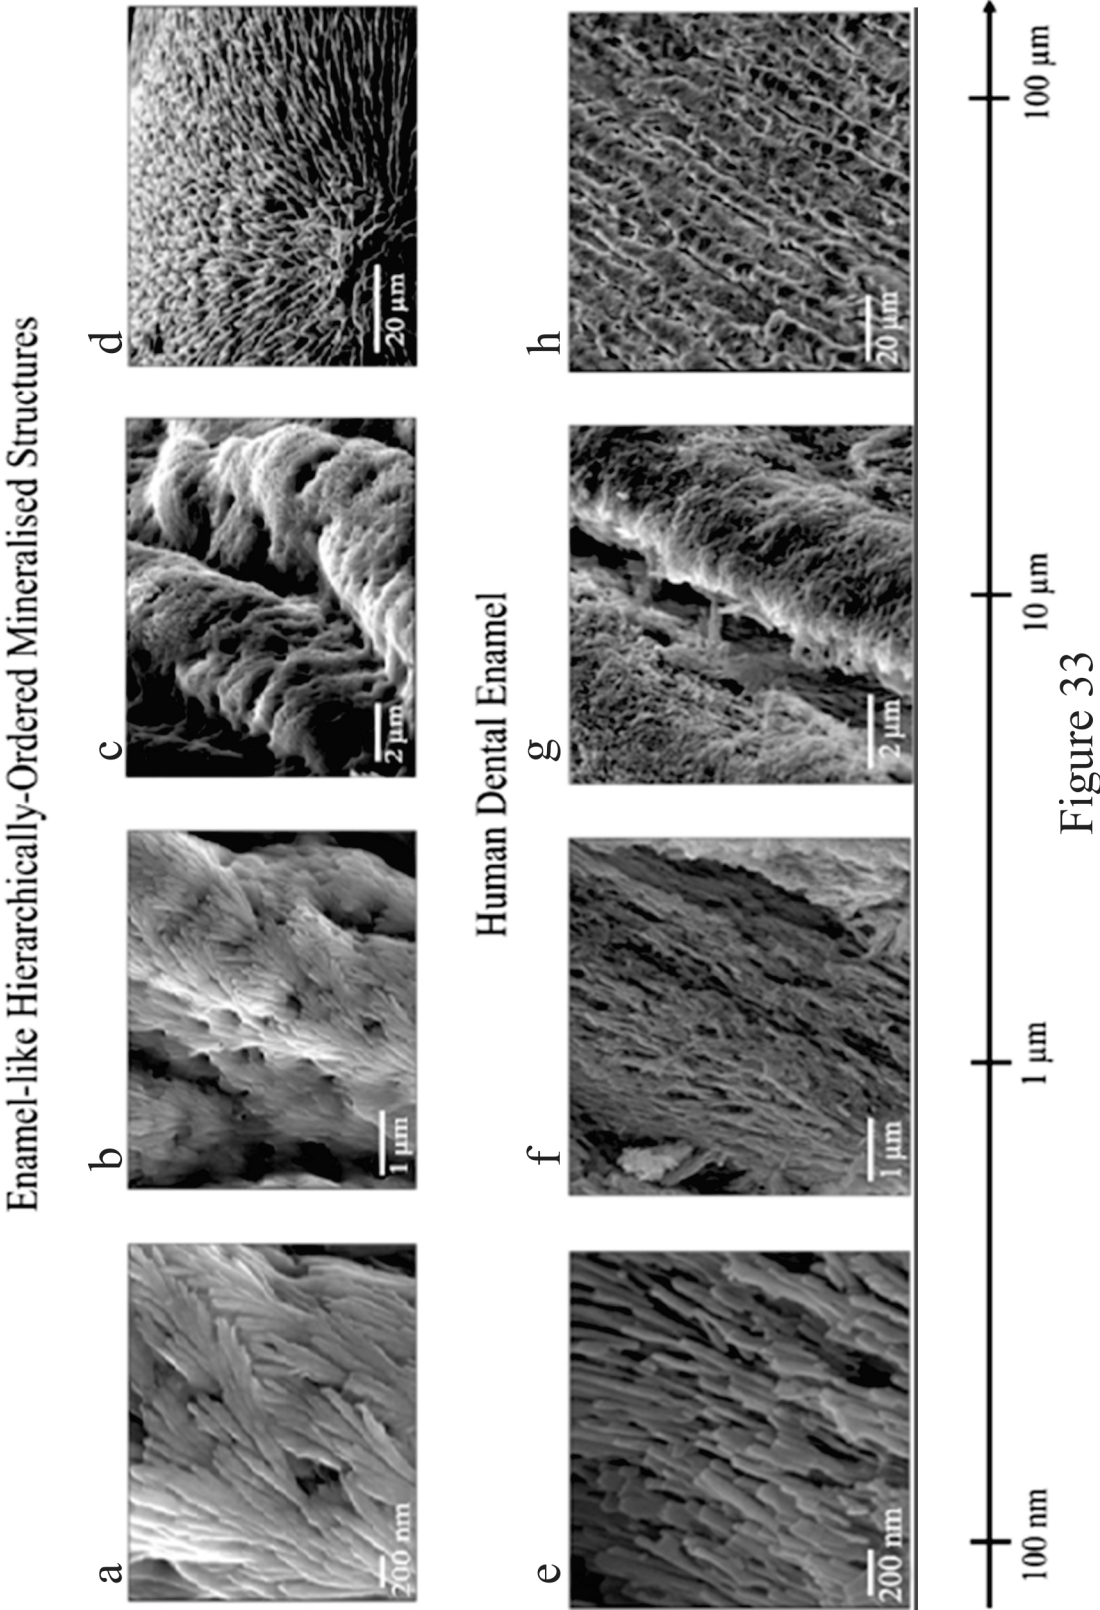 Enamel-like Hierarchically-Ordered Mineralised Structures
a
b
c
d
200 nm
1 µm
2 µm
20 µm
Human Dental Enamel
e
f
g
h
200 nm
1 µm
2 µm
20 µm
100 nm
1 µm
10 µm
100 µm
Figure 33